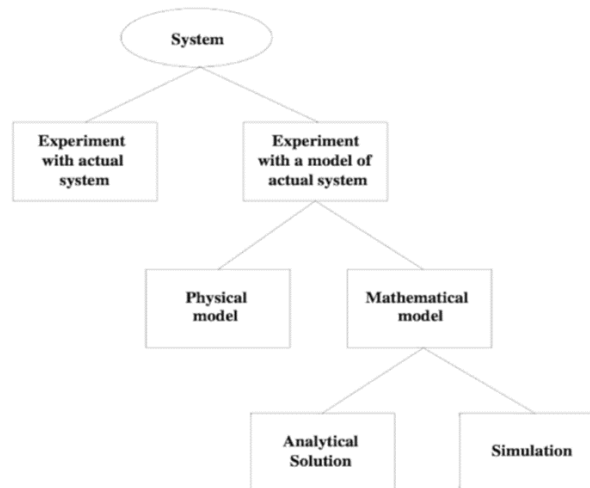 System
Experiment
with actual
system
Experiment
with a model of
actual system
Physical
model
Mathematical
model
Analytical
Solution
Simulation